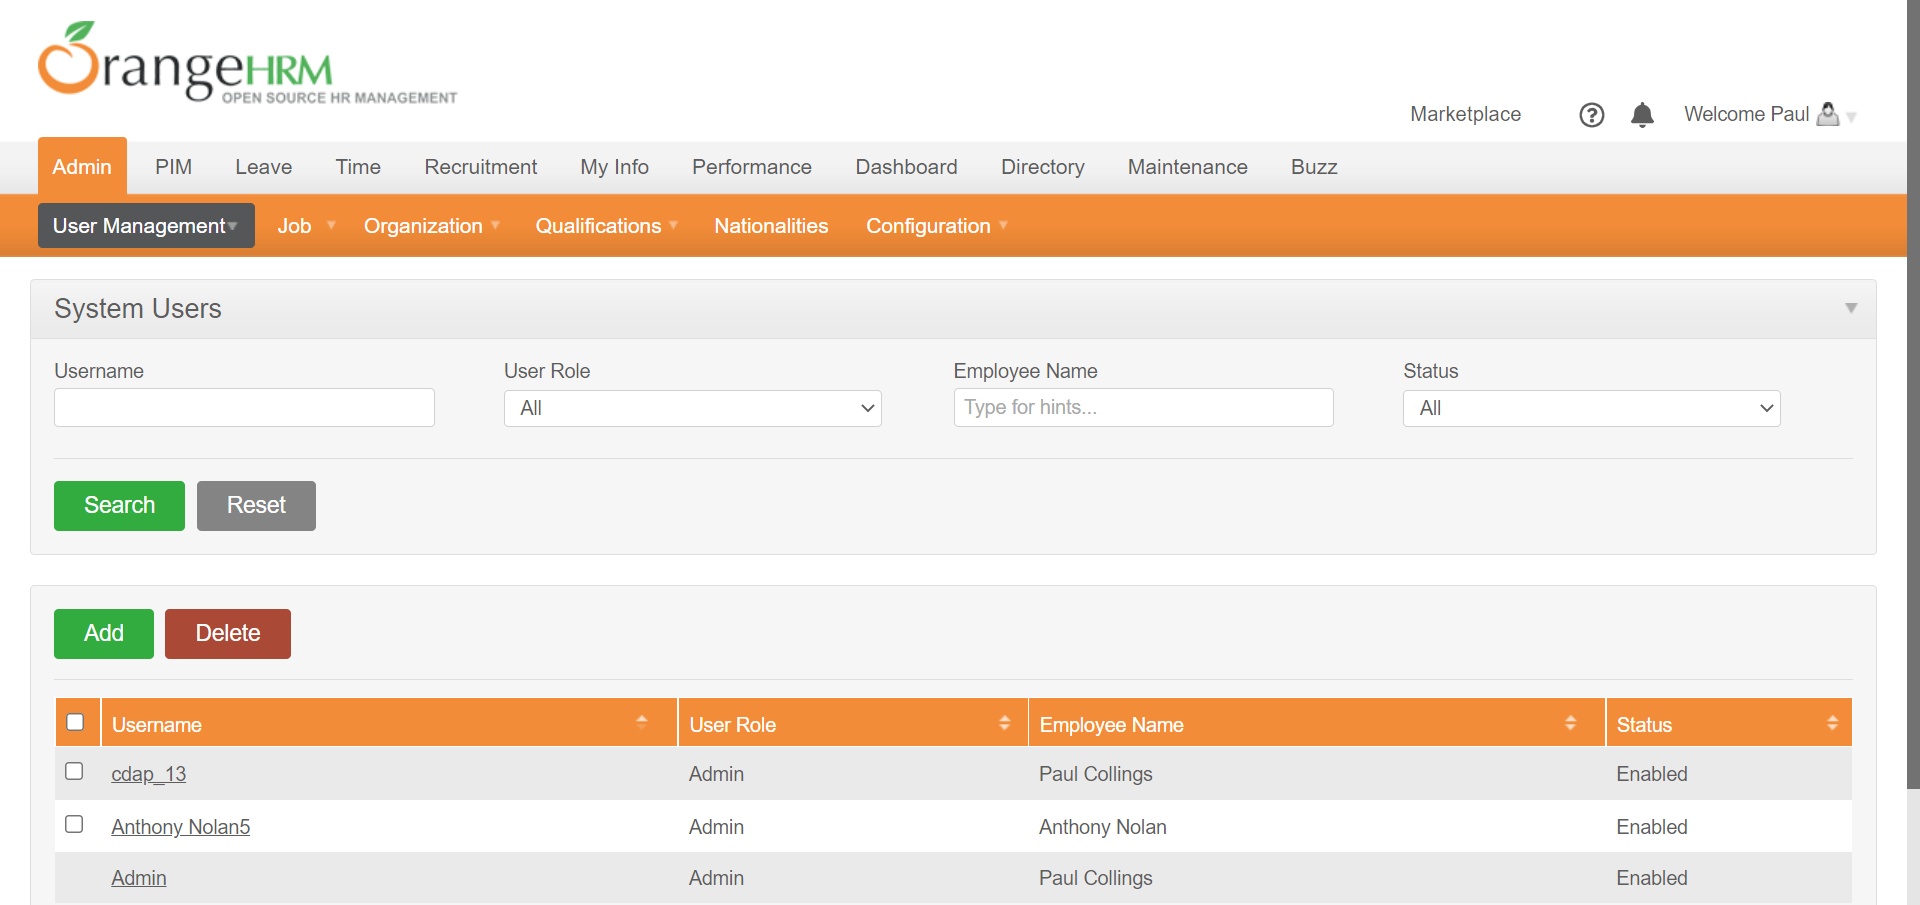 OrangeHRM
OPEN SOURCE HR MANAGEMENT
Marketplace ? Welcome Paul
Admin PIM Leave Time Recruitment My Info Performance Dashboard Directory Maintenance Buzz
User Management Job Organization Qualifications Nationalities Configuration
System Users
Username User Role Employee Name Status
All Type for hints... All
Search Reset
Add Delete
Username User Role Employee Name Status
cdap_13 Admin Paul Collings Enabled
Anthony Nolan5 Admin Anthony Nolan Enabled
Admin Admin Paul Collings Enabled